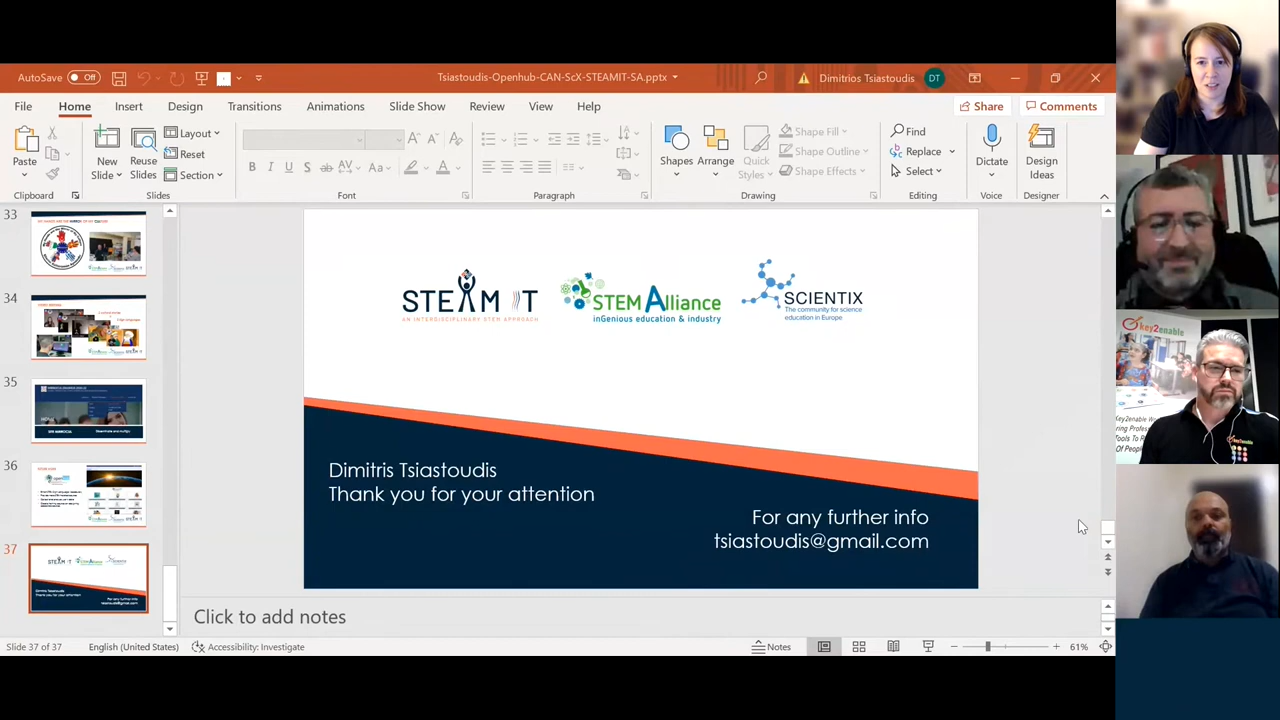 AutoSave Off
Tsiastoudis-Openhub-CAN-ScX-STEAMIT-SA.pptx
Dimitrios Tsiastoudis DT
File Home Insert Design Transitions Animations Slide Show Review View Help
Share Comments
Paste
Clipboard
New Slide
Reuse Slides
Layout
Reset
Section
Slides
B I U S ab AV Aa A
Font
Paragraph
Shapes
Arrange
Quick Styles
Shape Fill
Shape Outline
Shape Effects
Drawing
Find
Replace
Select
Editing
Dictate
Voice
Design Ideas
Designer
33
34
35
36
37
STEAM IT
AN INTERDISCIPLINARY STEM APPROACH
STEM Alliance
inGenious education & industry
SCIENTIX
The community for science
education in Europe
Dimitris Tsiastoudis
Thank you for your attention
For any further info
tsiastoudis@gmail.com
Click to add notes
Slide 37 of 37 English (United States) Accessibility: Investigate
Notes
61%
key2enable